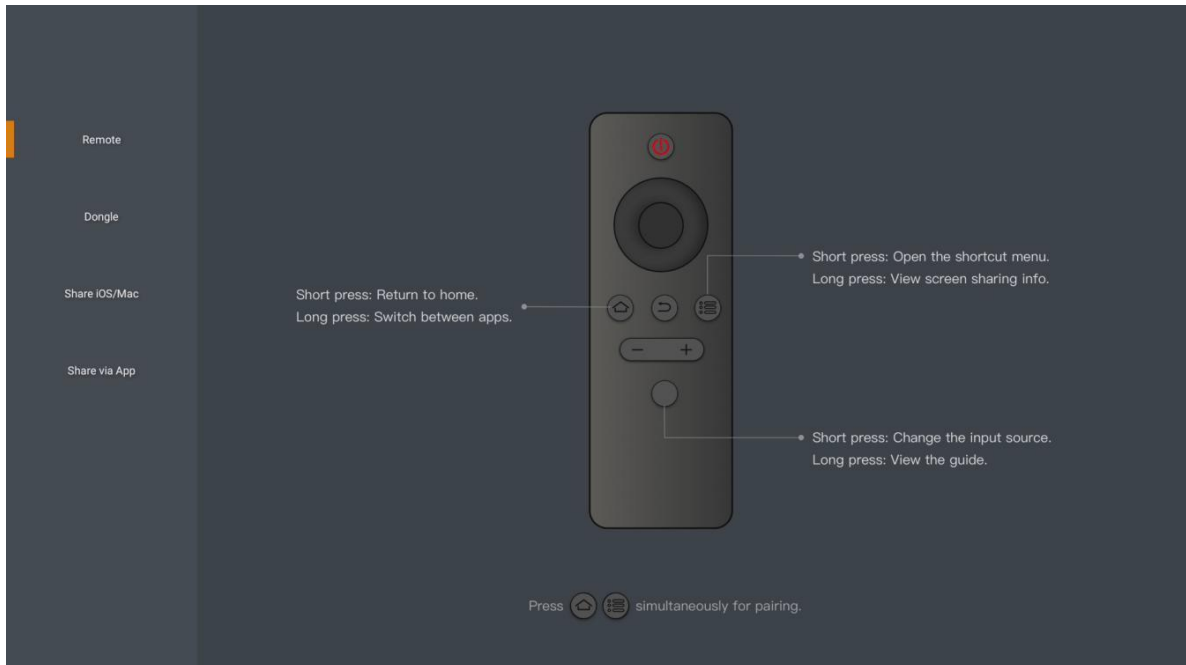 Remote
Dongle
Share iOS/Mac
Share via App
Short press: Return to home.
Long press: Switch between apps.
Short press: Open the shortcut menu.
Long press: View screen sharing info.
Short press: Change the input source.
Long press: View the guide.
Press simultaneously for pairing.